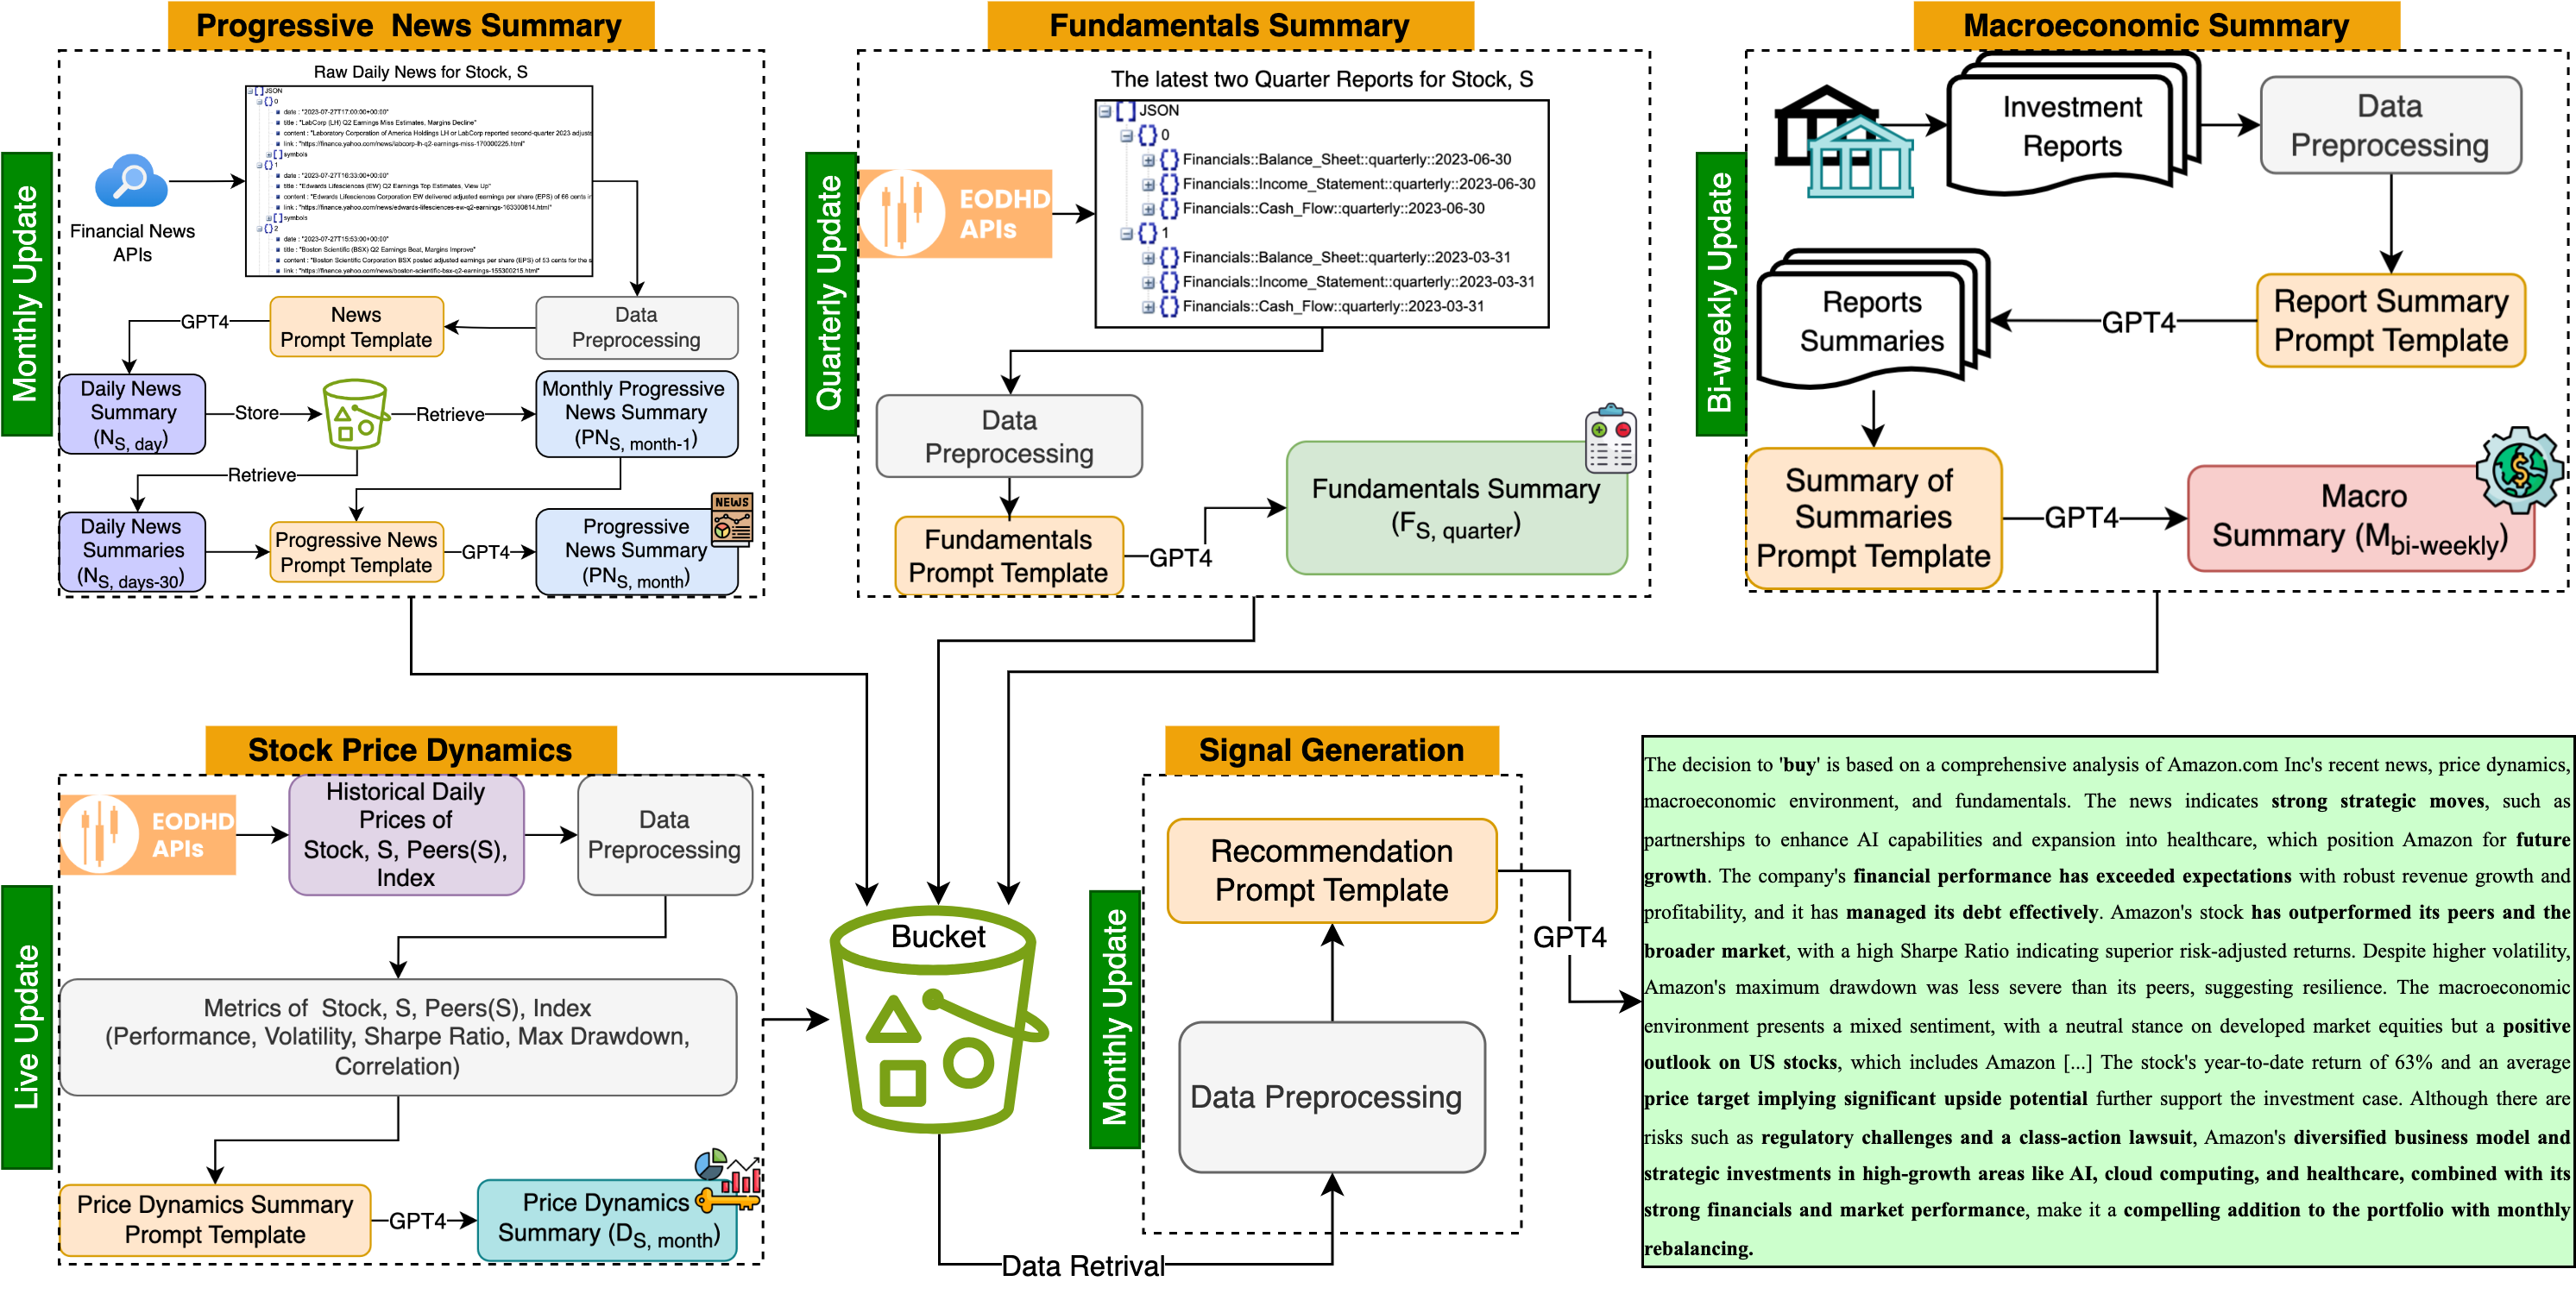 Progressive News Summary
Raw Daily News for Stock, S
JSON
0
date : "2023-07-27T17:00:00+00:00"
title : "LabCorp (LH) Q2 Earnings Miss Estimates, Margins Decline"
content : "Laboratory Corporation of America Holdings LH or LabCorp reported second-quarter 2023 adjuste
link : "https://finance.yahoo.com/news/labcorp-lh-q2-earnings-miss-170000225.html"
symbols
1
date : "2023-07-27T16:33:00+00:00"
title : "Edwards Lifesciences (EW) Q2 Earnings Top Estimates, View Up"
content : "Edwards Lifesciences Corporation EW delivered adjusted earnings per share (EPS) of 66 cents in
link : "https://finance.yahoo.com/news/edwards-lifesciences-ew-q2-earnings-163300814.html"
symbols
2
date : "2023-07-27T15:53:00+00:00"
title : "Boston Scientific (BSX) Q2 Earnings Beat, Margins Improve"
content : "Boston Scientific Corporation BSX posted adjusted earnings per share (EPS) of 53 cents for the s
link : "https://finance.yahoo.com/news/boston-scientific-bsx-q2-earnings-155300215.html"
Monthly Update
Financial News
APIs
Data
Preprocessing
News
Prompt Template
GPT4
Daily News
Summary
(NS, day)
Store
Retrieve
Monthly Progressive
News Summary
(PNS, month-1)
Retrieve
Daily News
Summaries
(NS, days-30)
Progressive News
Prompt Template
GPT4
NEWS
Progressive
News Summary
(PNS, month)
Fundamentals Summary
The latest two Quarter Reports for Stock, S
JSON
0
Financials::Balance_Sheet::quarterly::2023-06-30
Financials::Income_Statement::quarterly::2023-06-30
Financials::Cash_Flow::quarterly::2023-06-30
1
Financials::Balance_Sheet::quarterly::2023-03-31
Financials::Income_Statement::quarterly::2023-03-31
Financials::Cash_Flow::quarterly::2023-03-31
Quarterly Update
EODHD
APIs
Data
Preprocessing
Fundamentals
Prompt Template
GPT4
Fundamentals Summary
(FS, quarter)
Macroeconomic Summary
Bi-weekly Update
Investment
Reports
Data
Preprocessing
Report Summary
Prompt Template
GPT4
Reports
Summaries
Summary of
Summaries
Prompt Template
GPT4
Macro
Summary (Mbi-weekly)
Stock Price Dynamics
Live Update
EODHD
APIs
Historical Daily
Prices of
Stock, S, Peers(S),
Index
Data
Preprocessing
Metrics of Stock, S, Peers(S), Index
(Performance, Volatility, Sharpe Ratio, Max Drawdown,
Correlation)
Price Dynamics Summary
Prompt Template
GPT4
Price Dynamics
Summary (DS, month)
Bucket
Data Retrival
Signal Generation
Monthly Update
Recommendation
Prompt Template
Data Preprocessing
GPT4
The decision to 'buy' is based on a comprehensive analysis of Amazon.com Inc's recent news, price dynamics,
macroeconomic environment, and fundamentals. The news indicates strong strategic moves, such as
partnerships to enhance AI capabilities and expansion into healthcare, which position Amazon for future
growth. The company's financial performance has exceeded expectations with robust revenue growth and
profitability, and it has managed its debt effectively. Amazon's stock has outperformed its peers and the
broader market, with a high Sharpe Ratio indicating superior risk-adjusted returns. Despite higher volatility,
Amazon's maximum drawdown was less severe than its peers, suggesting resilience. The macroeconomic
environment presents a mixed sentiment, with a neutral stance on developed market equities but a positive
outlook on US stocks, which includes Amazon [...] The stock's year-to-date return of 63% and an average
price target implying significant upside potential further support the investment case. Although there are
risks such as regulatory challenges and a class-action lawsuit, Amazon's diversified business model and
strategic investments in high-growth areas like AI, cloud computing, and healthcare, combined with its
strong financials and market performance, make it a compelling addition to the portfolio with monthly
rebalancing.